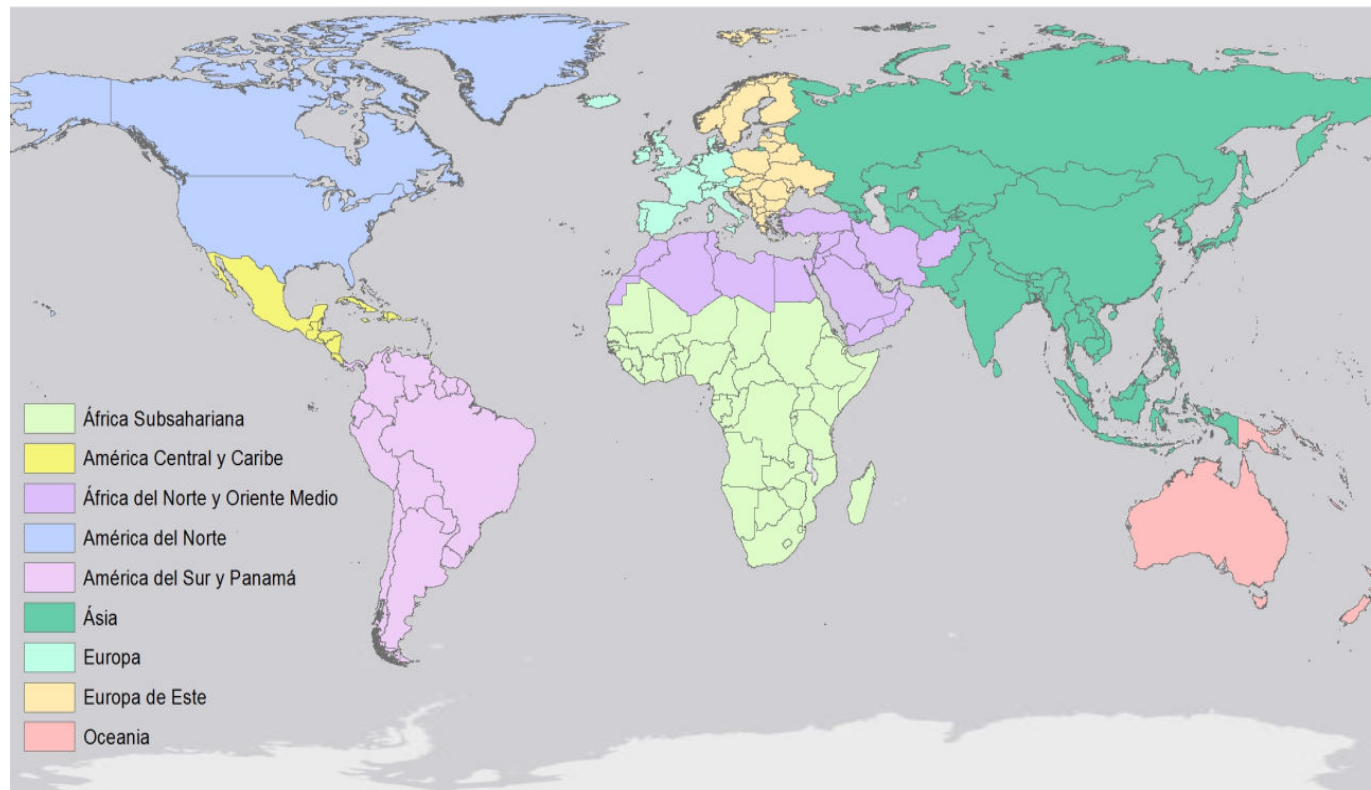 África Subsahariana
América Central y Caribe
África del Norte y Oriente Medio
América del Norte
América del Sur y Panamá
Ásia
Europa
Europa de Este
Oceania